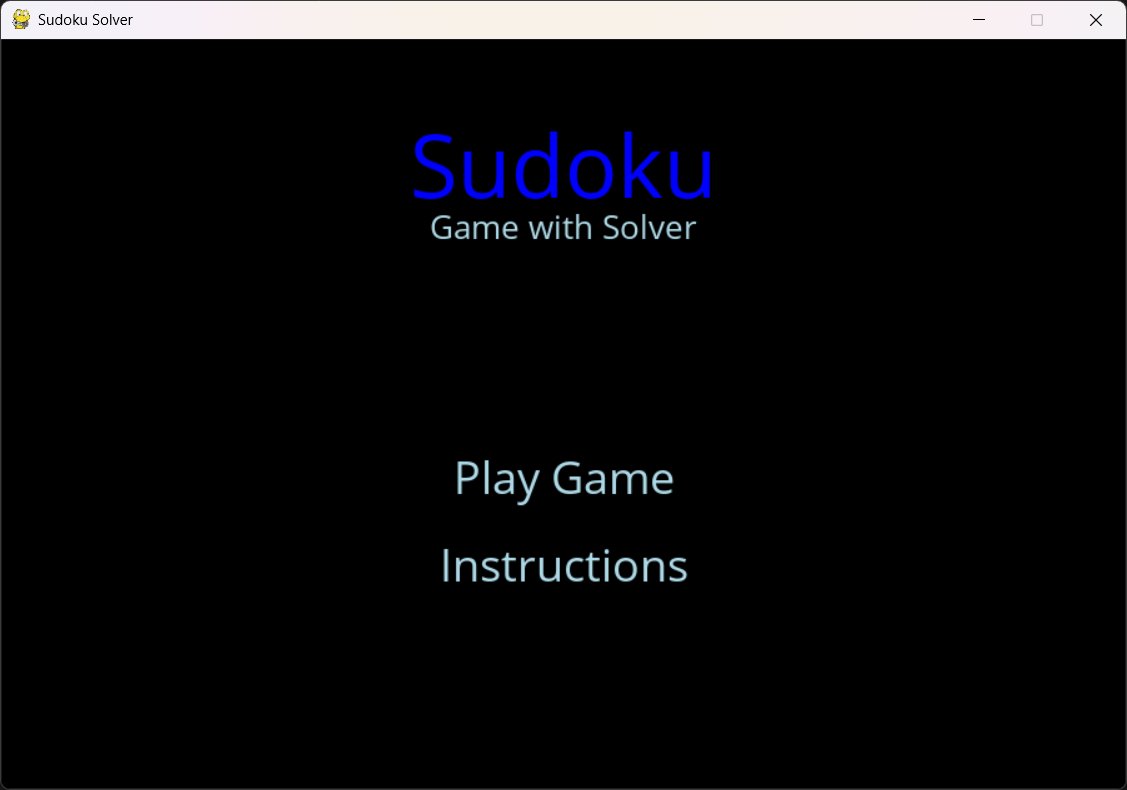 Sudoku Solver
Sudoku
Game with Solver
Play Game
Instructions